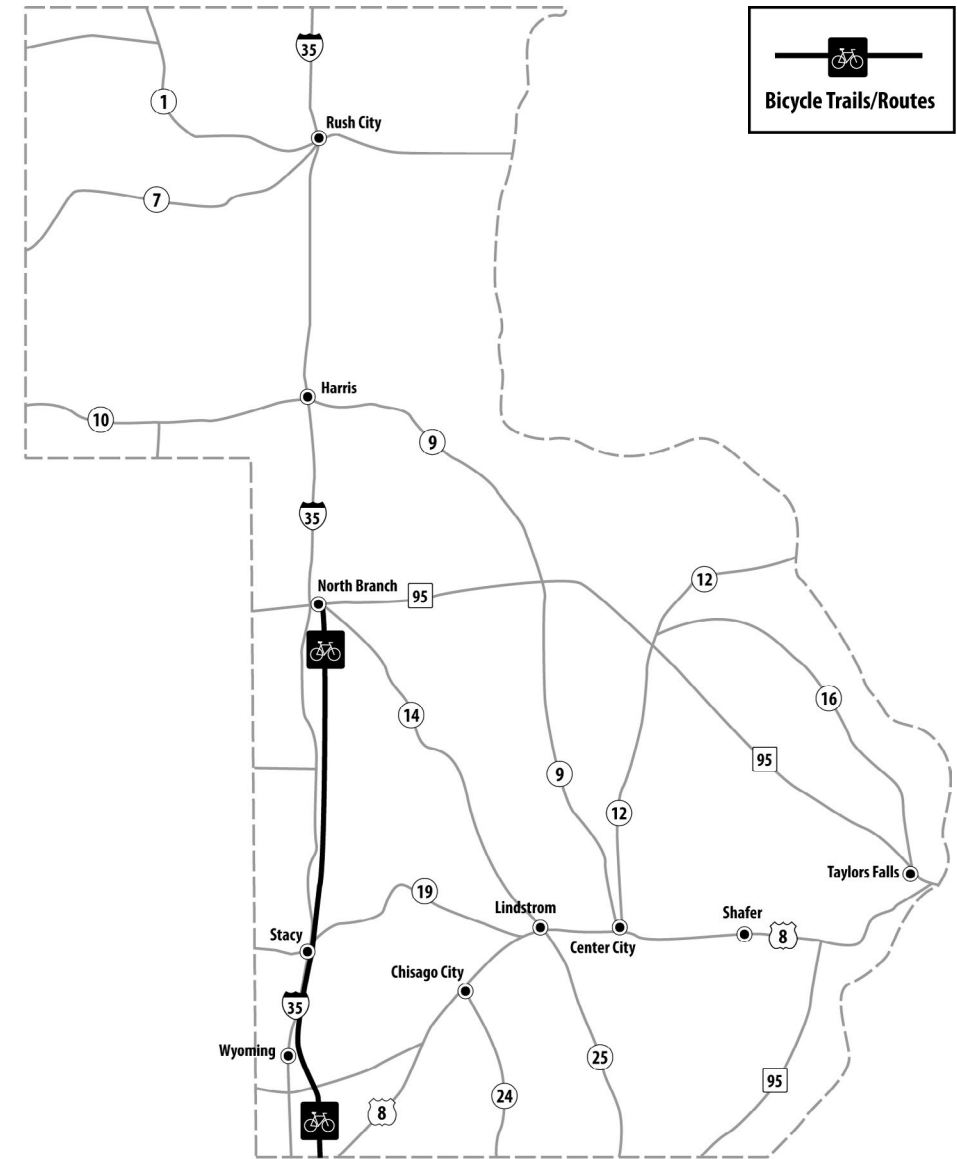 35
Bicycle Trails/Routes
1
Rush City
7
Harris
10
9
35
North Branch
95
12
16
14
95
9
12
Taylors Falls
19
Lindstrom
Shafer
Stacy
Center City
8
Chisago City
35
Wyoming
25
95
24
8